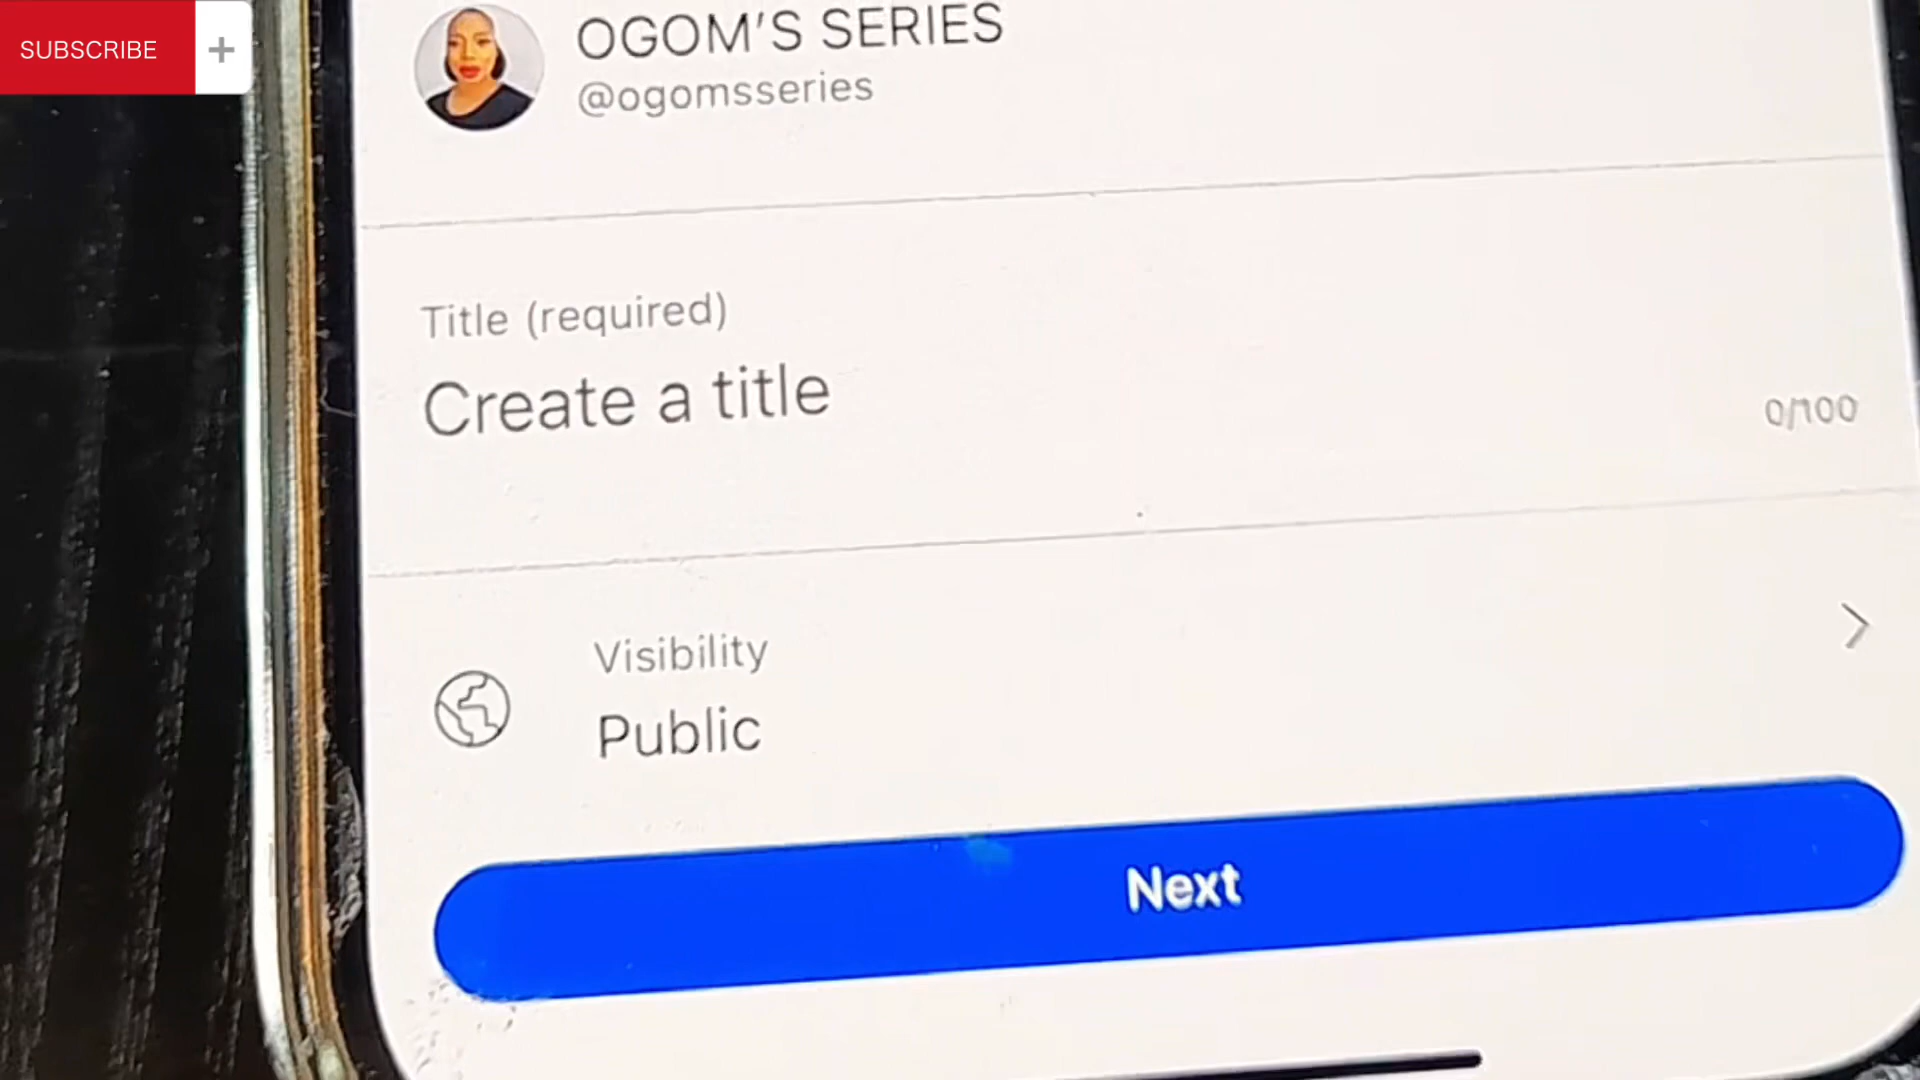 SUBSCRIBE +
OGOM'S SERIES
@ogomsseries
Title (required)
Create a title
0/100
Visibility
Public
Next